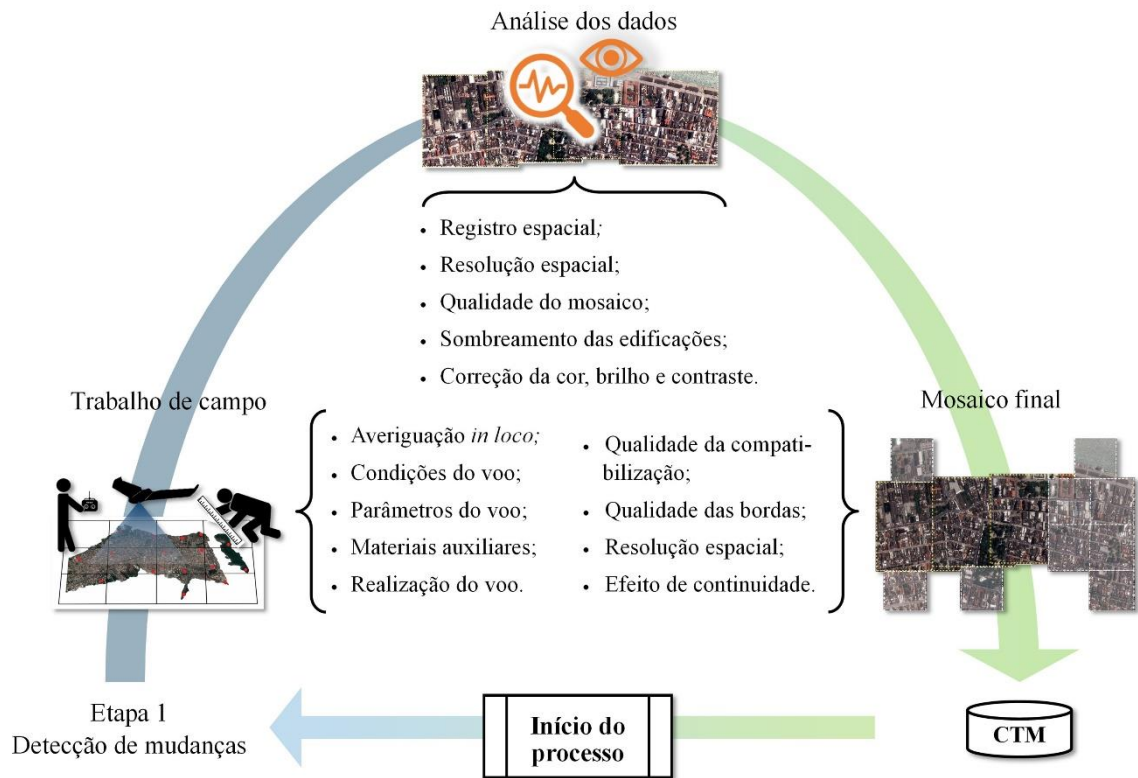 Análise dos dados
• Registro espacial;
• Resolução espacial;
• Qualidade do mosaico;
• Sombreamento das edificações;
• Correção da cor, brilho e contraste.
Trabalho de campo
• Averiguação in loco;
• Condições do voo;
• Parâmetros do voo;
• Materiais auxiliares;
• Realização do voo.
• Qualidade da compati-
bilização;
• Qualidade das bordas;
• Resolução espacial;
• Efeito de continuidade.
Mosaico final
Etapa 1
Detecção de mudanças
Início do
processo
CTM